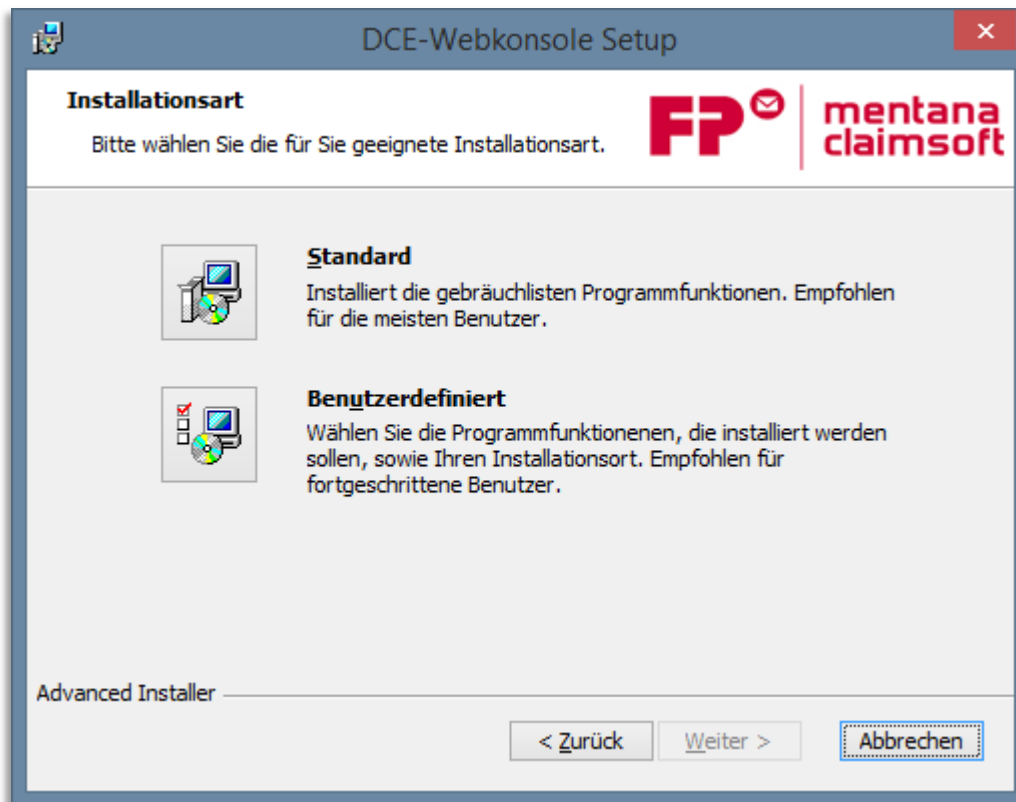 DCE-Webkonsole Setup
Installationsart
Bitte wählen Sie die für Sie geeignete Installationsart.
FP
mentana
claimsoft
Standard
Installiert die gebräuchlisten Programmfunktionen. Empfohlen
für die meisten Benutzer.
Benutzerdefiniert
Wählen Sie die Programmfunktionenen, die installiert werden
sollen, sowie Ihren Installationsort. Empfohlen für
fortgeschrittene Benutzer.
Advanced Installer
< Zurück
Weiter >
Abbrechen